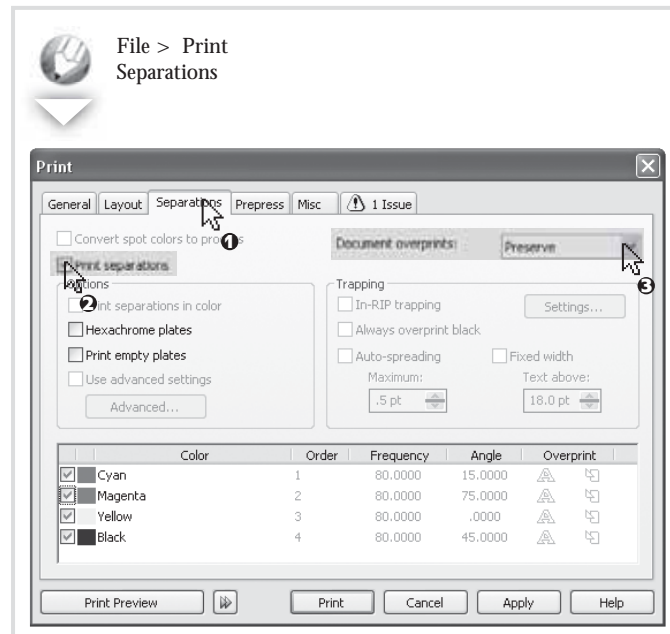 File > Print
Separations
Print
General Layout Separations Prepress Misc 1 Issue
Convert spot colors to process
Document overprints: Preserve
Print separations
Options
Trapping
Print separations in color
In-RIP trapping Settings...
Hexachrome plates
Always overprint black
Print empty plates
Auto-spreading Fixed width
Use advanced settings
Maximum: Text above:
Advanced...
.5 pt 18.0 pt
Color Order Frequency Angle Overprint
Cyan 1 80.0000 15.0000
Magenta 2 80.0000 75.0000
Yellow 3 80.0000 .0000
Black 4 80.0000 45.0000
Print Preview Print Cancel Apply Help
❶
❷
❸